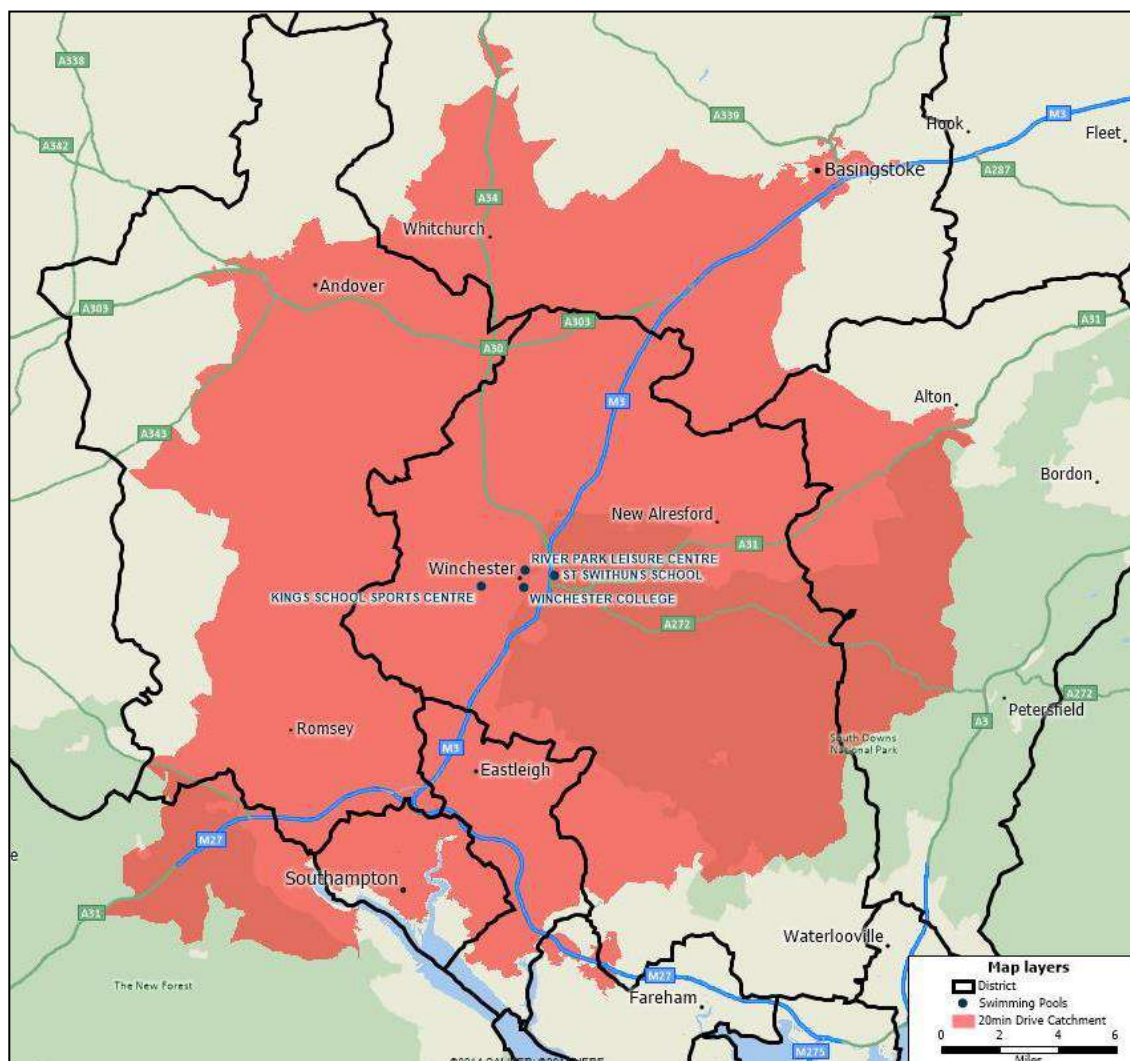 A338
A339
M3
Hook
Fleet
A342
A287
Basingstoke
A34
Whitchurch
Andover
A303
A303
A31
A30
M3
Alton
A343
Bordon
New Alresford
A31
RIVER PARK LEISURE CENTRE
Winchester
ST SWITHUNS SCHOOL
KINGS SCHOOL SPORTS CENTRE
WINCHESTER COLLEGE
A272
A272
Petersfield
A3
Romsey
South Downs
National Park
M3
Eastleigh
M27
e
Southampton
A31
Waterlooville
The New Forest
M27
Fareham
M275
Map layers
District
Swimming Pools
20min Drive Catchment
0 2 4 6
Miles